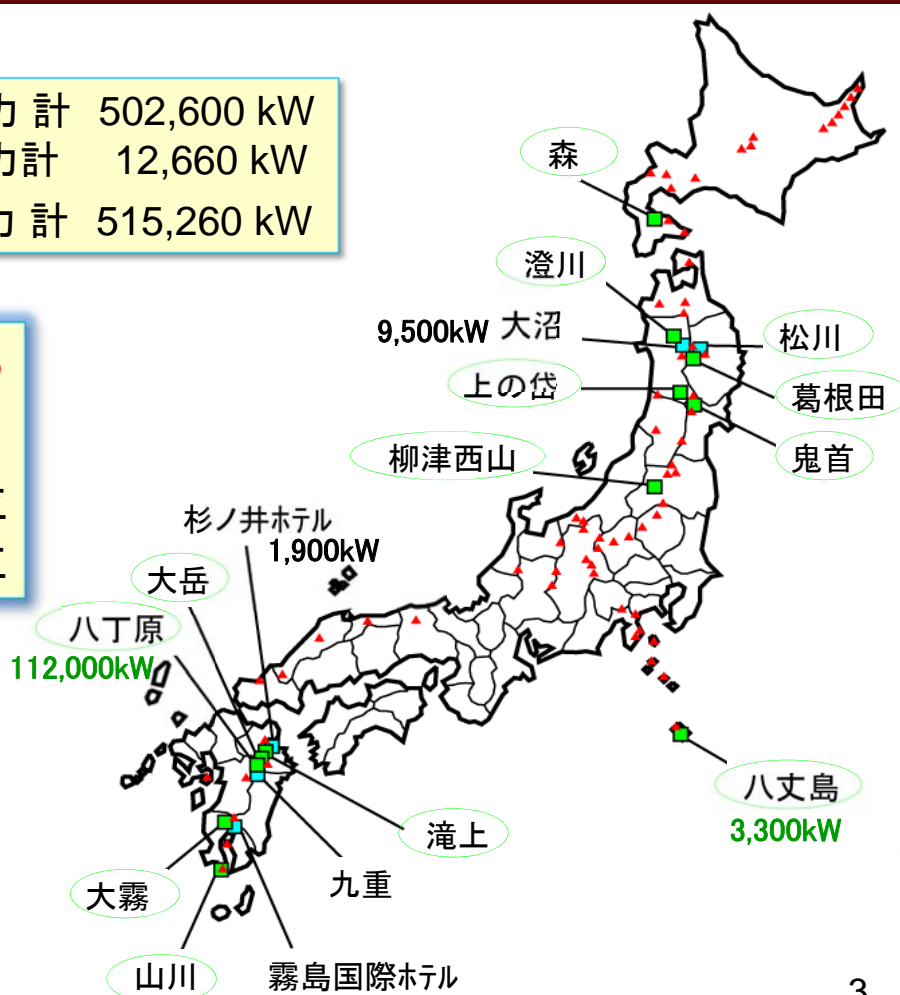 力 計 502,600 kW
力計 12,660 kW
力 計 515,260 kW
森
澄川
9,500kW 大沼
松川
上の岱
葛根田
柳津西山
鬼首
杉ノ井ホテル
1,900kW
大岳
八丁原
112,000kW
八丈島
3,300kW
滝上
九重
大霧
山川
霧島国際ホテル
3